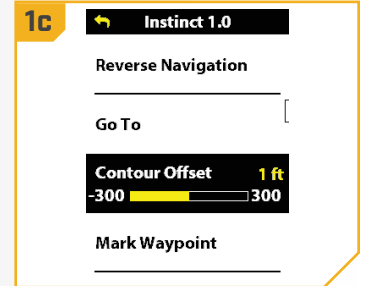 1c
Instinct 1.0
Reverse Navigation
Go To
Contour Offset 1 ft
-300 300
Mark Waypoint